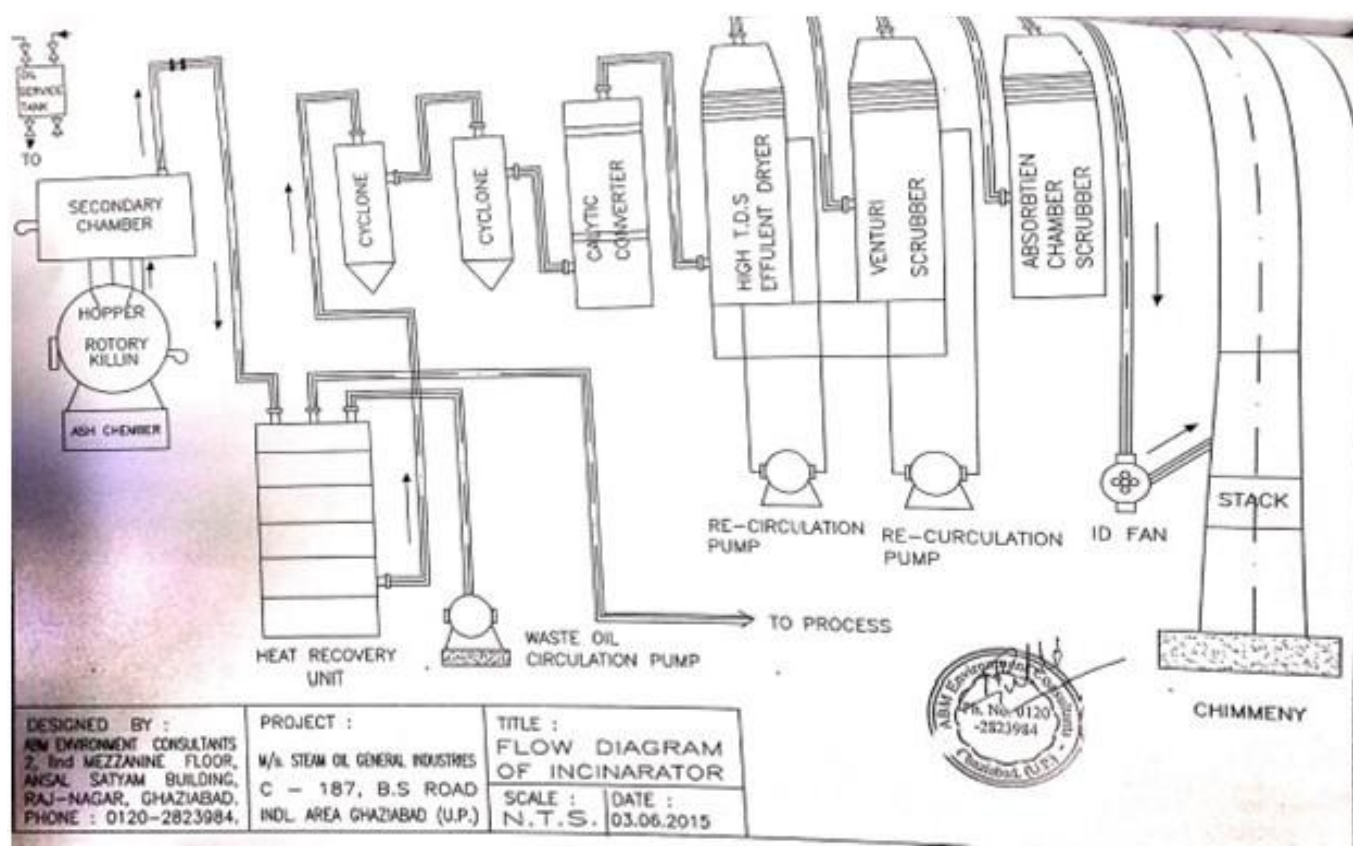 OIL
SERVICE
TANK
TO
SECONDARY
CHAMBER
HOPPER
ROTORY
KILLIN
ASH CHEMBER
CYCLONE
CYCLONE
CALYTIC
CONVERTER
HIGH T.D.S
EFFULENT DRYER
VENTURI
SCRUBBER
ABSORBTIEN
CHAMBER
SCRUBBER
RE-CIRCULATION
PUMP
RE-CURCULATION
PUMP
ID FAN
STACK
CHIMMENY
HEAT RECOVERY
UNIT
WASTE OIL
CIRCULATION PUMP
TO PROCESS
ABM Environment Consultants
Ph. No. 0120
-2823984
Ghaziabad, (U.P.)
DESIGNED BY :
ABM ENVIRONMENT CONSULTANTS
2, IInd MEZZANINE FLOOR,
ANSAL SATYAM BUILDING,
RAJ-NAGAR, GHAZIABAD.
PHONE : 0120-2823984.
PROJECT :
M/s. STEAM OIL GENERAL INDUSTRIES
C - 187, B.S ROAD
INDL. AREA GHAZIABAD (U.P.)
TITLE :
FLOW DIAGRAM
OF INCINARATOR
SCALE :
N.T.S.
DATE :
03.06.2015